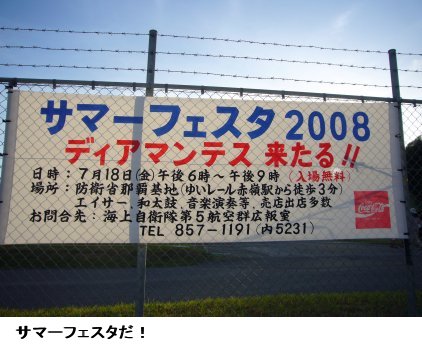 サマーフェスタ 2008
ディアマンテス 来たる!!
日時：7月18日(金)午後6時〜午後9時（入場無料）
場所：防衛省那覇基地(ゆいレール赤嶺駅から徒歩3分)
エイサー、和太鼓、音楽演奏等、売店出店多数
お問合先：海上自衛隊第5航空群広報室
TEL 857-1191(内5231)
Coca-Cola
サマーフェスタだ！